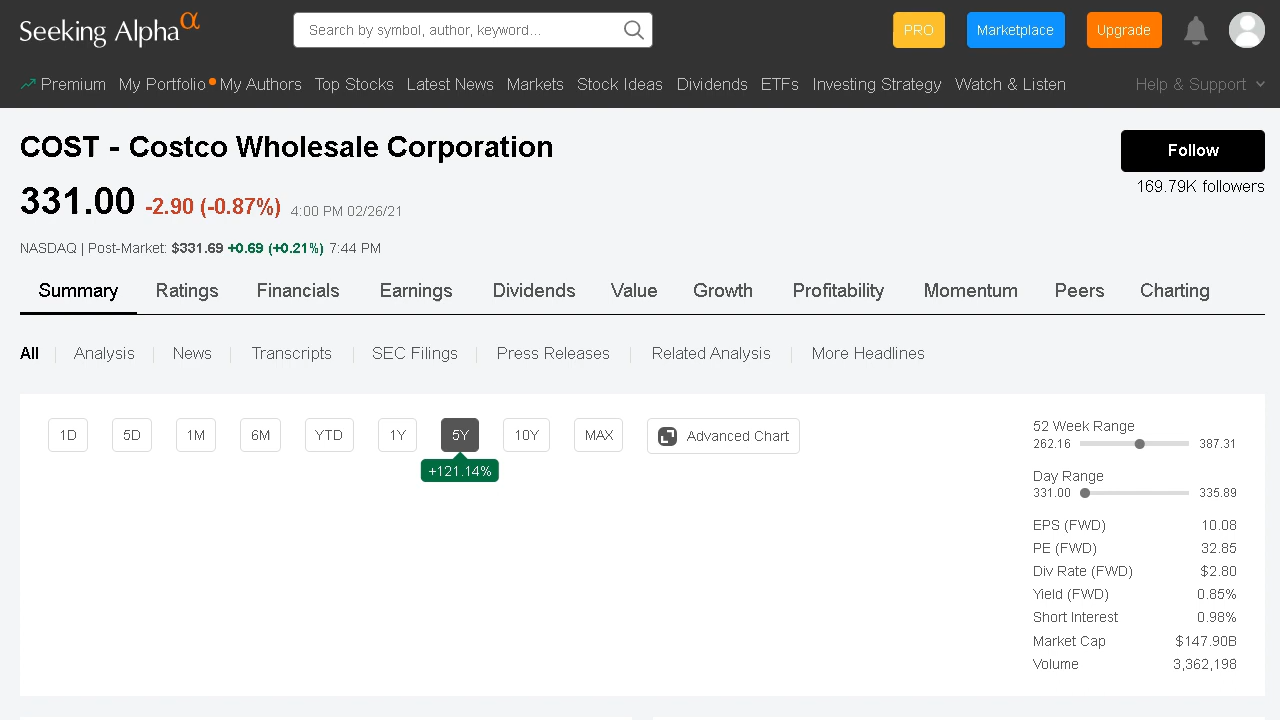 Seeking Alpha α
Search by symbol, author, keyword...
PRO
Marketplace
Upgrade
Premium My Portfolio My Authors Top Stocks Latest News Markets Stock Ideas Dividends ETFs Investing Strategy Watch & Listen Help & Support
COST - Costco Wholesale Corporation
Follow
169.79K followers
331.00 -2.90 (-0.87%) 4:00 PM 02/26/21
NASDAQ | Post-Market: $331.69 +0.69 (+0.21%) 7:44 PM
Summary Ratings Financials Earnings Dividends Value Growth Profitability Momentum Peers Charting
All Analysis News Transcripts SEC Filings Press Releases Related Analysis More Headlines
1D 5D 1M 6M YTD 1Y 5Y 10Y MAX Advanced Chart
+121.14%
52 Week Range
262.16 387.31
Day Range
331.00 335.89
EPS (FWD) 10.08
PE (FWD) 32.85
Div Rate (FWD) $2.80
Yield (FWD) 0.85%
Short Interest 0.98%
Market Cap $147.90B
Volume 3,362,198